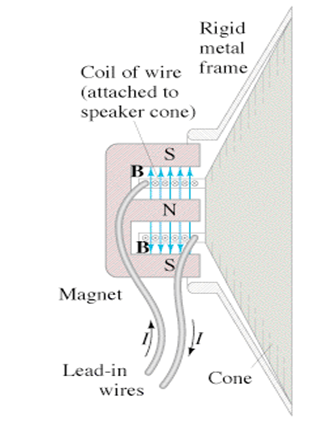 Rigid
metal
frame
Coil of wire
(attached to
speaker cone)
S
B
N
B
S
Magnet
I
I
Lead-in
wires
Cone